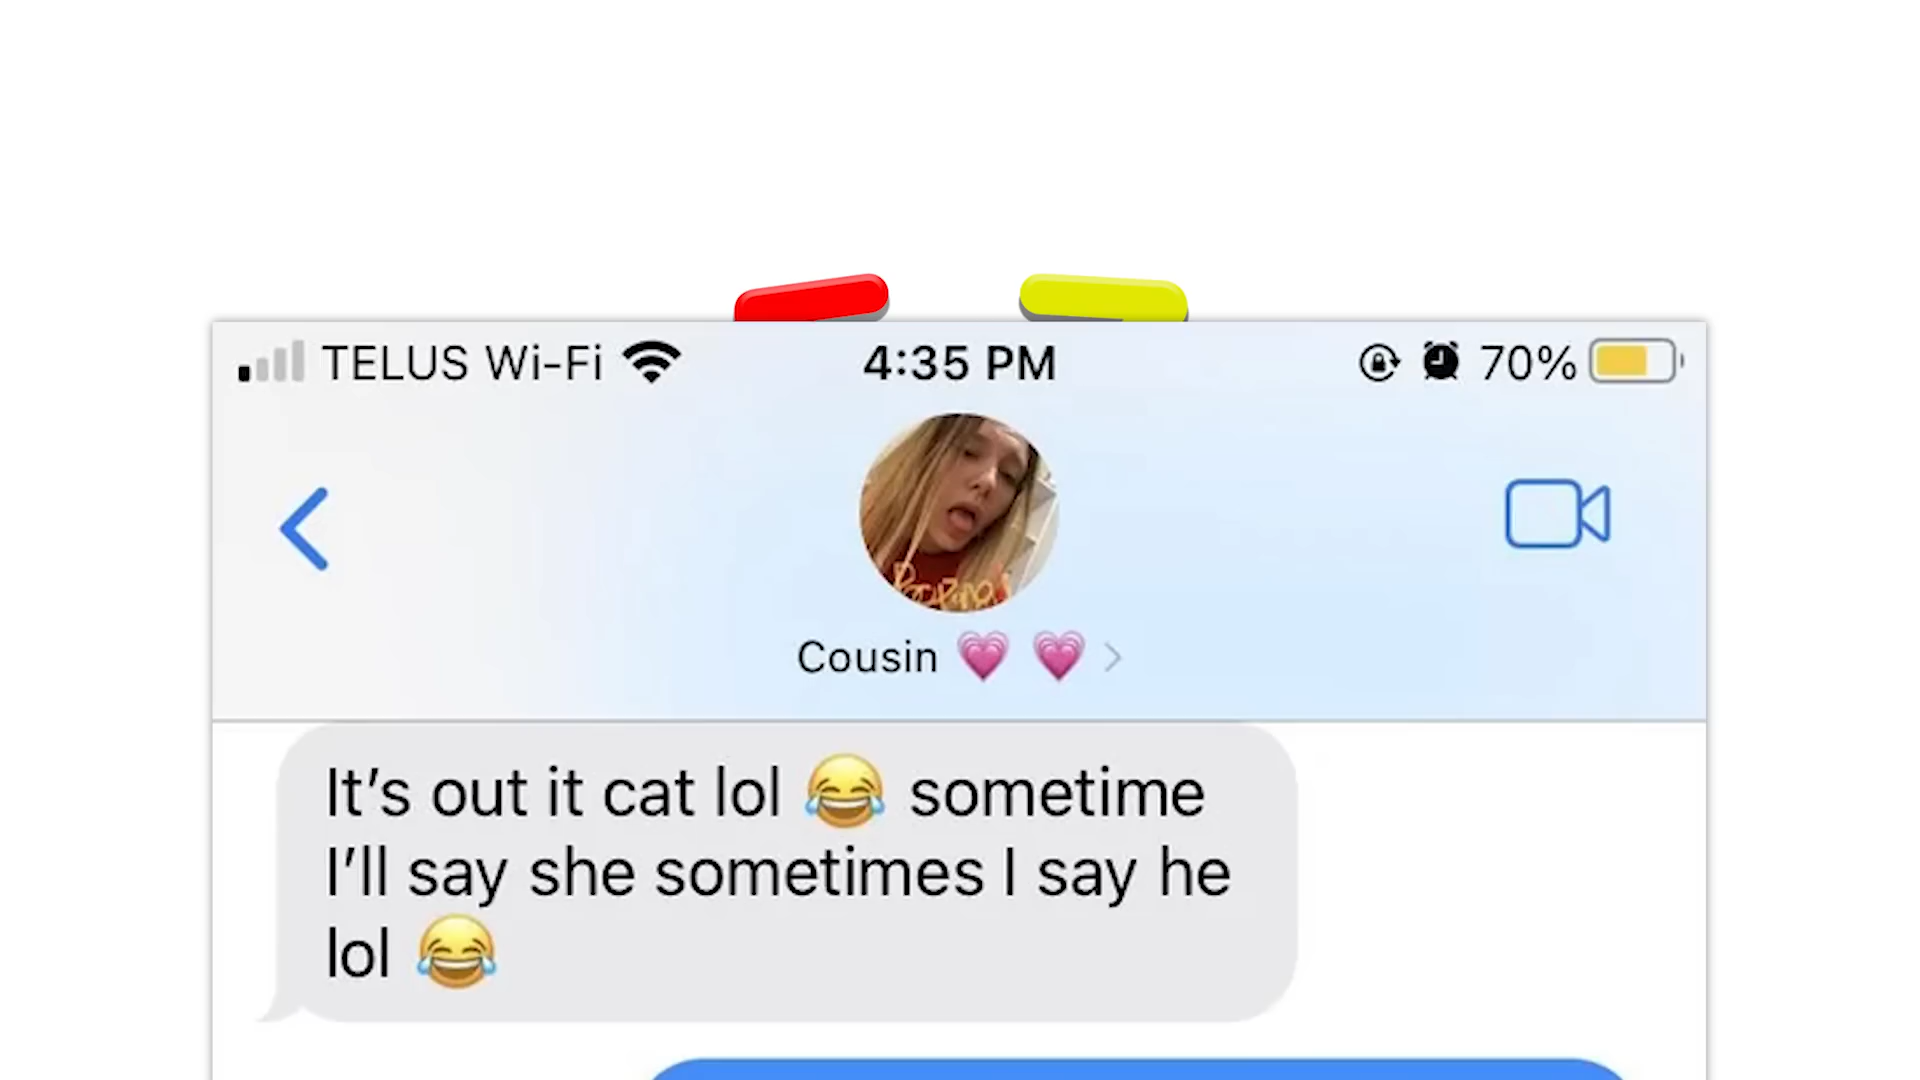 TELUS Wi-Fi 4:35 PM 70%
Cousin 💗 💗
It’s out it cat lol 😂 sometime
I’ll say she sometimes I say he
lol 😂